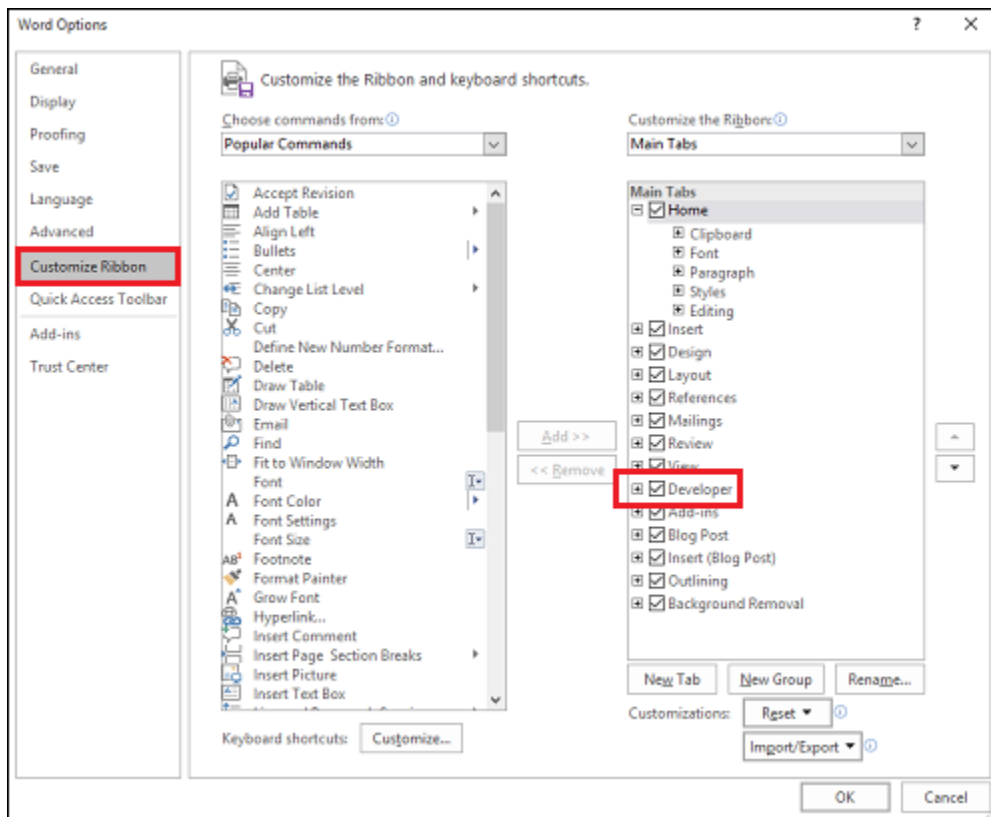 Word Options
?
General
Display
Proofing
Save
Language
Advanced
Customize Ribbon
Quick Access Toolbar
Add-ins
Trust Center
Customize the Ribbon and keyboard shortcuts.
Choose commands from:
Popular Commands
Accept Revision
Add Table
Align Left
Bullets
Center
Change List Level
Copy
Cut
Define New Number Format...
Delete
Draw Table
Draw Vertical Text Box
Email
Find
Fit to Window Width
Font
Font Color
Font Settings
Font Size
Footnote
Format Painter
Grow Font
Hyperlink...
Insert Comment
Insert Page Section Breaks
Insert Picture
Insert Text Box
Keyboard shortcuts: Customize...
Add >>
<< Remove
Customize the Ribbon:
Main Tabs
Main Tabs
Home
Clipboard
Font
Paragraph
Styles
Editing
Insert
Design
Layout
References
Mailings
Review
View
Developer
Add-ins
Blog Post
Insert (Blog Post)
Outlining
Background Removal
New Tab New Group Rename...
Customizations: Reset
Import/Export
OK Cancel